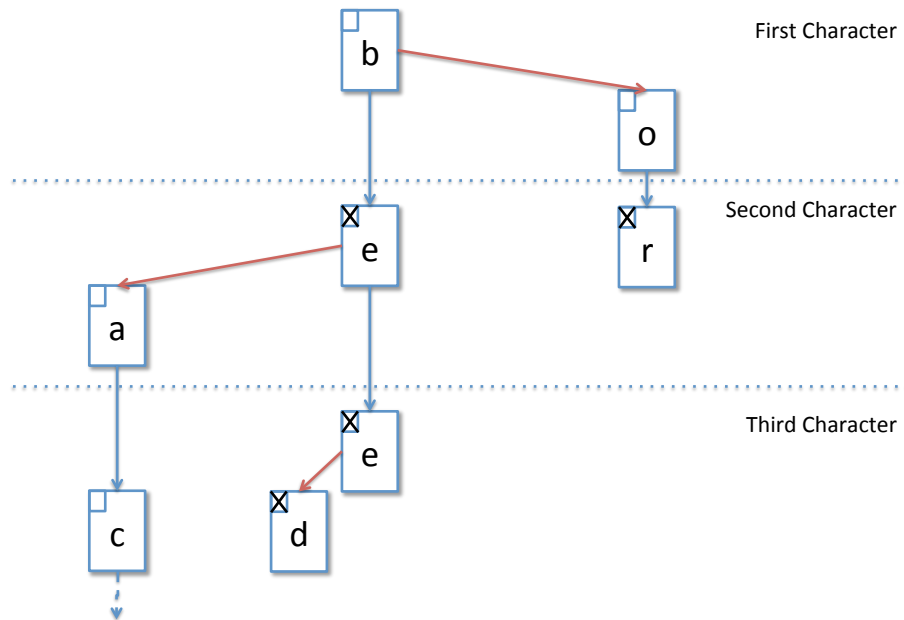 First Character
b
o
Second Character
X
e
X
r
a
Third Character
X
e
X
d
c